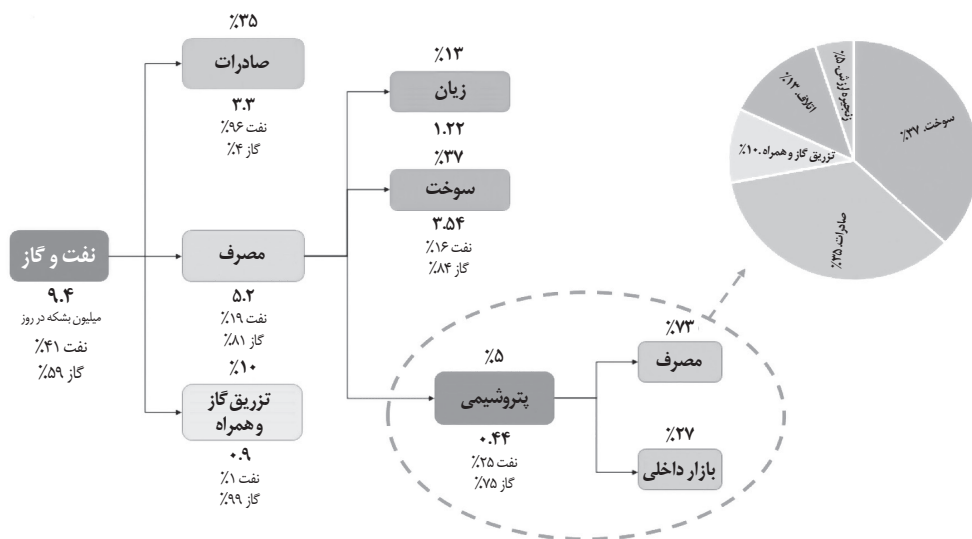 نفت و گاز
۹.۴
میلیون بشکه در روز
نفت ۴۱٪
گاز ۵۹٪
۳۵٪
صادرات
۳.۳
نفت ۹۶٪
گاز ۴٪
مصرف
۵.۲
نفت ۱۹٪
گاز ۸۱٪
۱۰٪
تزریق گاز
و همراه
۰.۹
نفت ۱٪
گاز ۹۹٪
۱۳٪
زیان
۱.۲۲
۳۷٪
سوخت
۳.۵۴
نفت ۱۶٪
گاز ۸۴٪
۵٪
پتروشیمی
۰.۴۴
نفت ۲۵٪
گاز ۷۵٪
۷۳٪
مصرف
۲۷٪
بازار داخلی
سوخت. ۳۷٪
صادرات. ۳۵٪
تزریق گاز و همراه. ۱۰٪
اتلاف. ۱۳٪
زنجیره ارزش. ۵٪